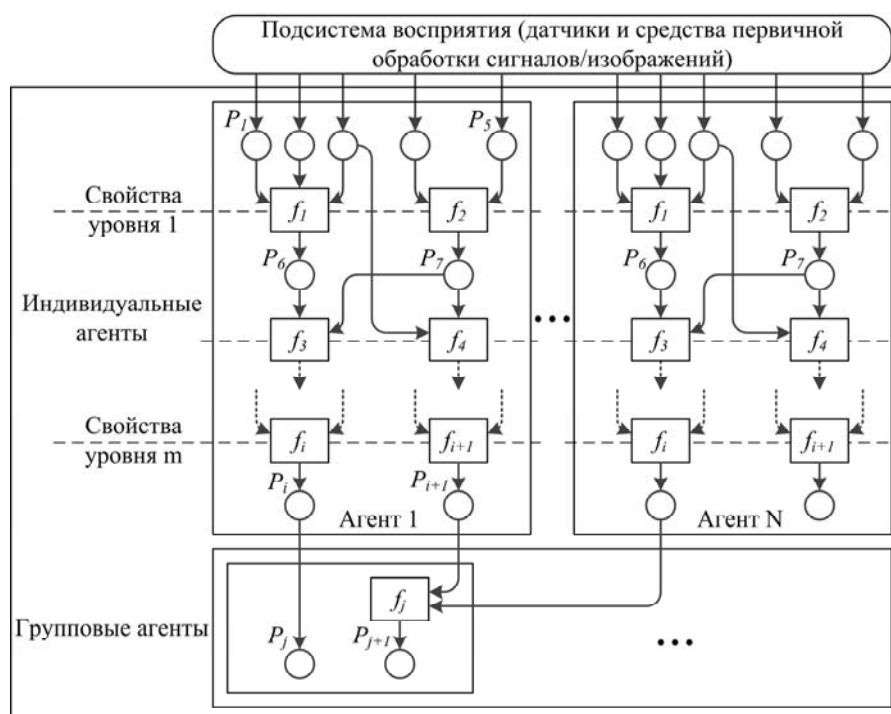 Подсистема восприятия (датчики и средства первичной
обработки сигналов/изображений)
P1 P5
Свойства
уровня 1
f1 f2 f1 f2
P6 P7 P6 P7
Индивидуальные
агенты
...
f3 f4 f3 f4
Свойства
уровня m
fi fi+1 fi fi+1
Pi Pi+1
Агент 1 Агент N
Групповые агенты
fj
Pj Pj+1
...